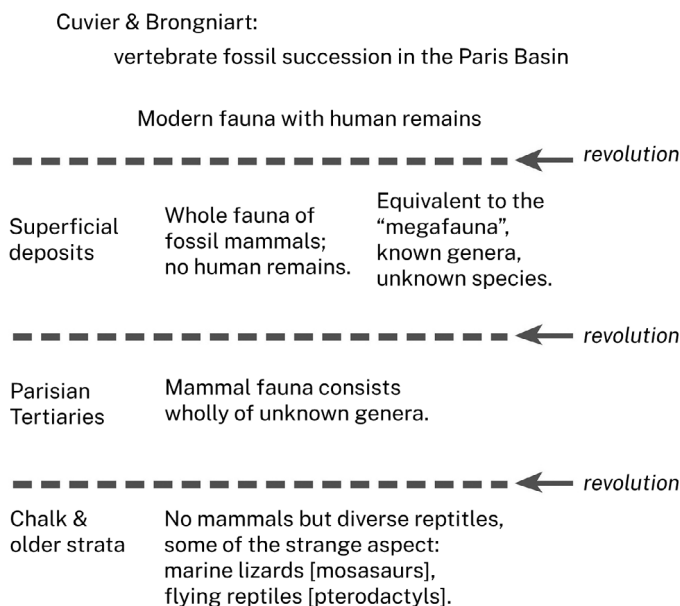 Cuvier & Brongniart:
vertebrate fossil succession in the Paris Basin
Modern fauna with human remains
revolution
Superficial
deposits
Whole fauna of
fossil mammals;
no human remains.
Equivalent to the
“megafauna”,
known genera,
unknown species.
revolution
Parisian
Tertiaries
Mammal fauna consists
wholly of unknown genera.
revolution
Chalk &
older strata
No mammals but diverse reptitles,
some of the strange aspect:
marine lizards [mosasaurs],
flying reptiles [pterodactyls].